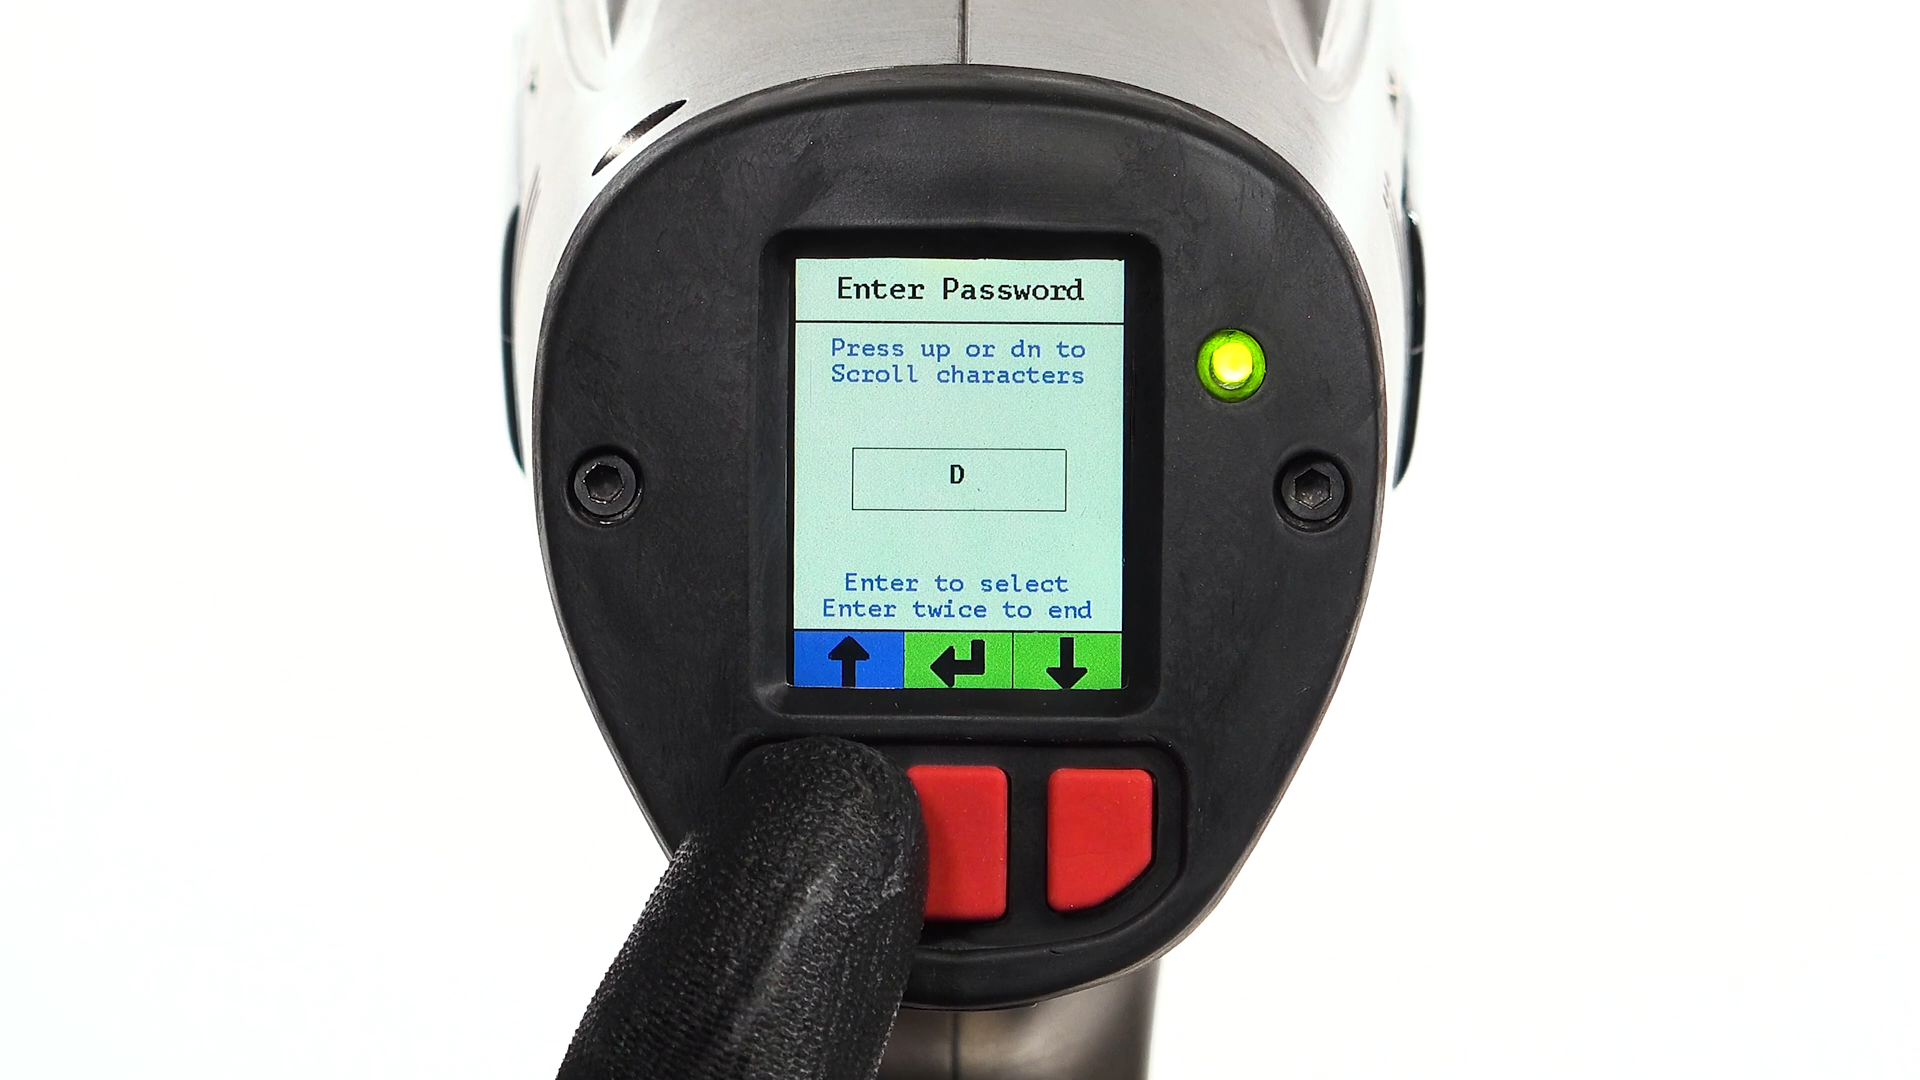 Enter Password
Press up or dn to
Scroll characters
D
Enter to select
Enter twice to end